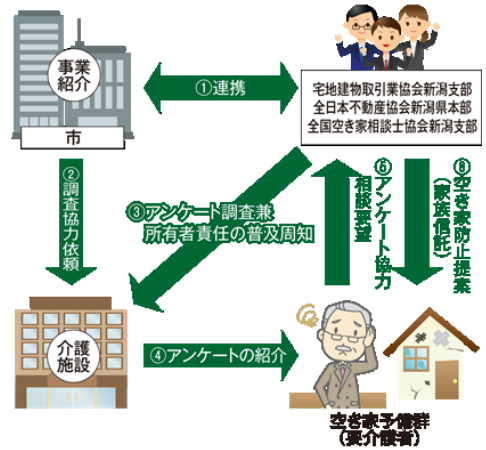 事業
紹介
市
①連携
宅地建物取引業協会新潟支部
全日本不動産協会新潟県本部
全国空き家相談士協会新潟支部
②調査協力依頼
③アンケート調査兼
所有者責任の普及周知
⑤アンケート協力
相談要望
⑥空き家防止提案
(家族信託)
介護
施設
④アンケートの紹介
空き家予備群
(要介護者)